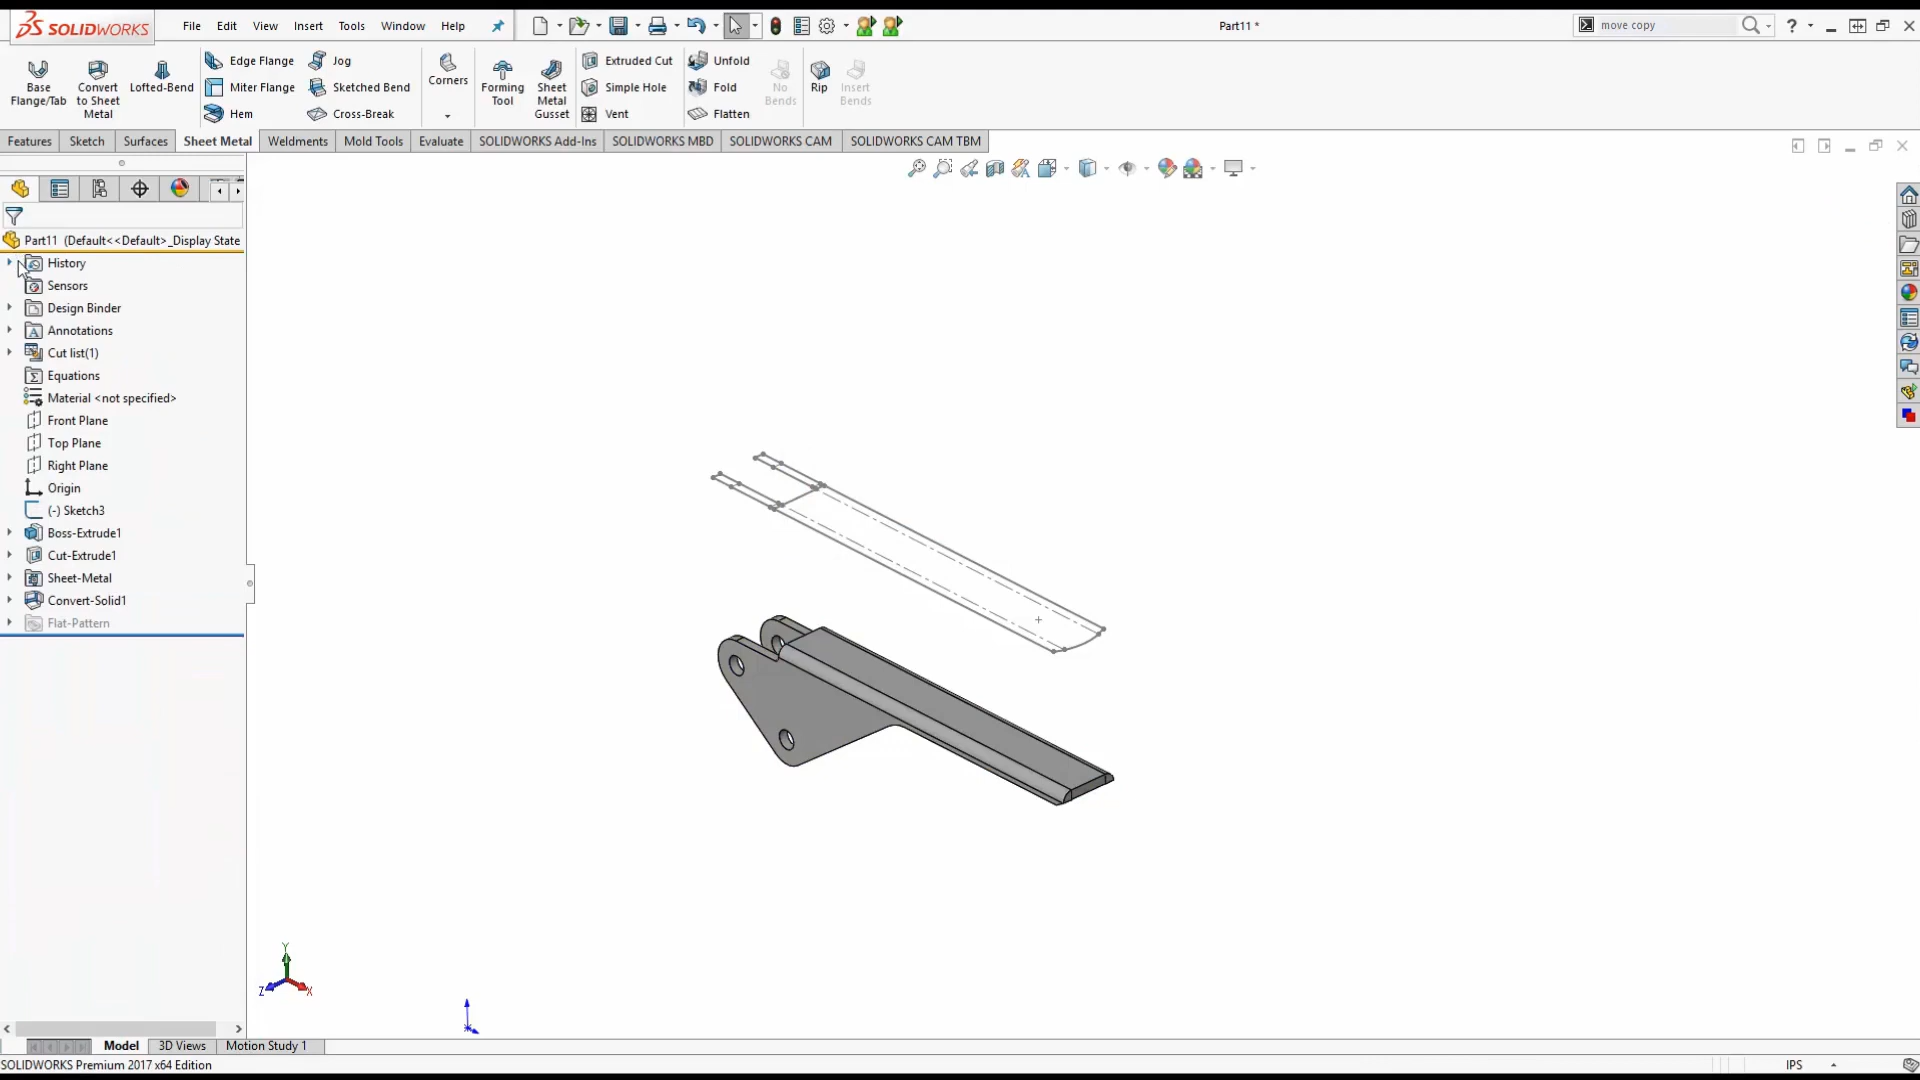 SOLIDWORKS
File Edit View Insert Tools Window Help
Part11 *
move copy
Base Flange/Tab
Convert to Sheet Metal
Lofted-Bend
Edge Flange
Miter Flange
Hem
Jog
Sketched Bend
Cross-Break
Corners
Forming Tool
Sheet Metal Gusset
Extruded Cut
Simple Hole
Vent
Unfold
Fold
Flatten
No Bends
Rip
Insert Bends
Features Sketch Surfaces Sheet Metal Weldments Mold Tools Evaluate SOLIDWORKS Add-Ins SOLIDWORKS MBD SOLIDWORKS CAM SOLIDWORKS CAM TBM
Part11 (Default<<Default>_Display State
History
Sensors
Design Binder
Annotations
Cut list(1)
Equations
Material <not specified>
Front Plane
Top Plane
Right Plane
Origin
(-) Sketch3
Boss-Extrude1
Cut-Extrude1
Sheet-Metal
Convert-Solid1
Flat-Pattern
Y
Z X
Model 3D Views Motion Study 1
SOLIDWORKS Premium 2017 x64 Edition
IPS